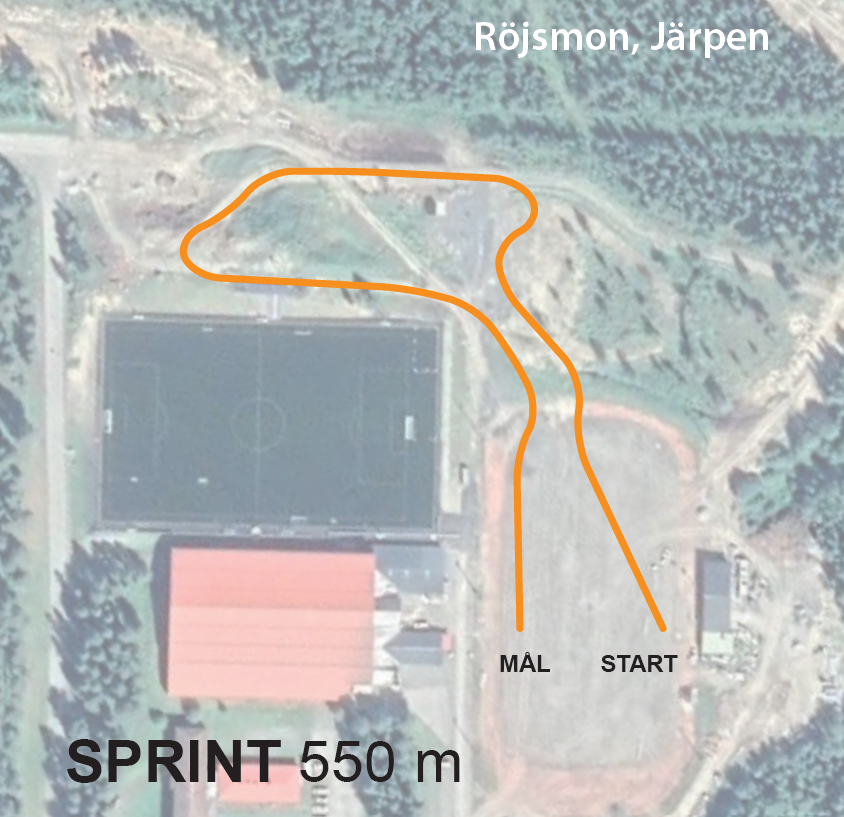 Röjsmon, Järpen
MÅL
START
SPRINT 550 m